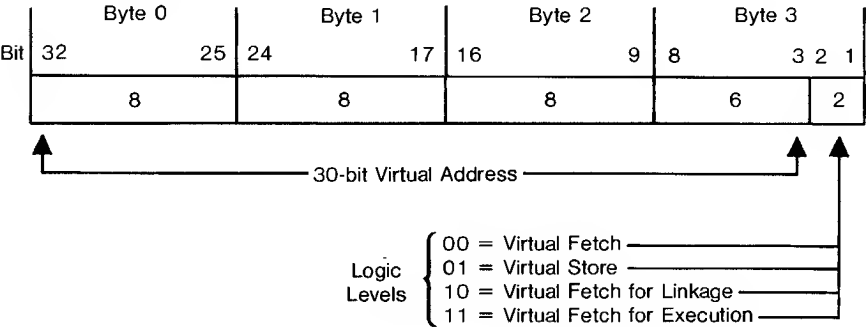 Byte 0 Byte 1 Byte 2 Byte 3
Bit 32 25 24 17 16 9 8 3 2 1
8 8 8 6 2
30-bit Virtual Address
00 = Virtual Fetch
Logic 01 = Virtual Store
Levels 10 = Virtual Fetch for Linkage
11 = Virtual Fetch for Execution